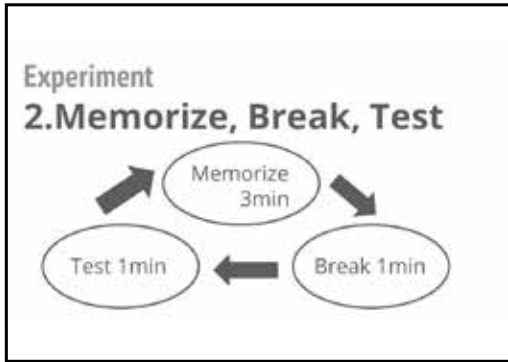 Experiment
2.Memorize, Break, Test
Memorize
3min
Test 1min
Break 1min